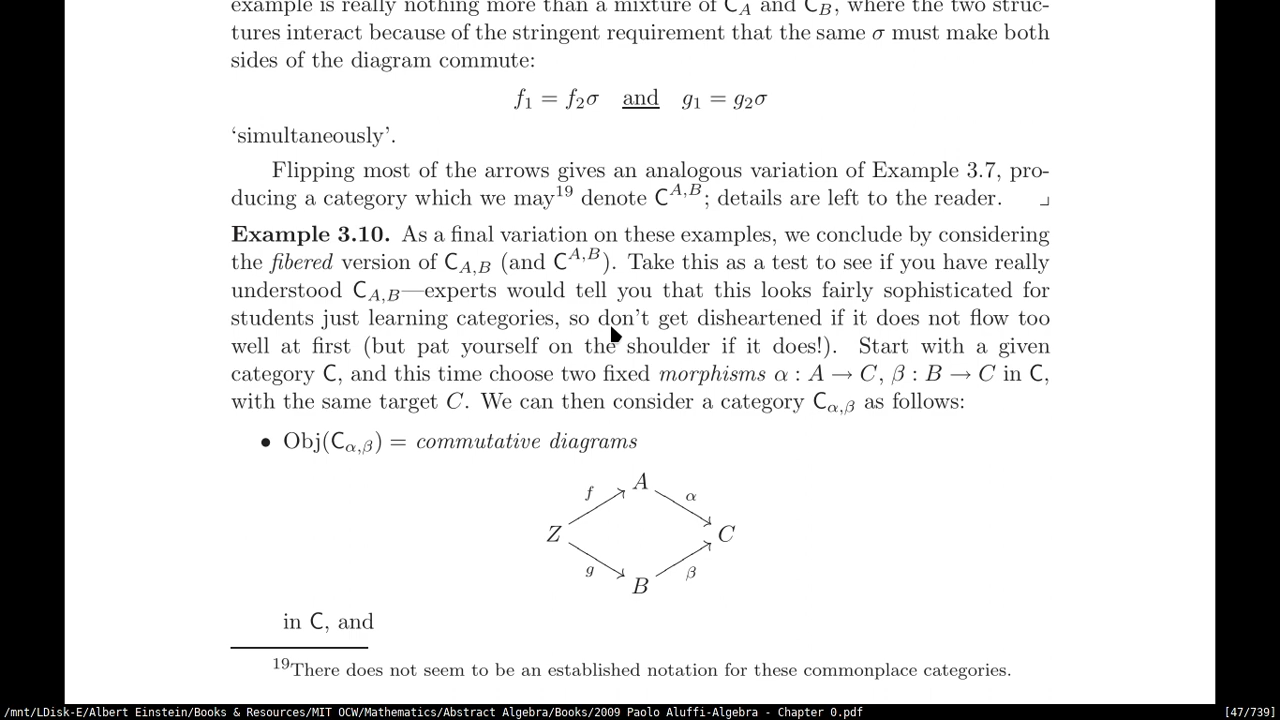 example is really nothing more than a mixture of C_A and C_B, where the two struc-
tures interact because of the stringent requirement that the same σ must make both
sides of the diagram commute:
f₁ = f₂σ and g₁ = g₂σ
‘simultaneously’.
Flipping most of the arrows gives an analogous variation of Example 3.7, pro-
ducing a category which we may¹⁹ denote C^{A,B}; details are left to the reader. ⌟
Example 3.10. As a final variation on these examples, we conclude by considering
the fibered version of C_{A,B} (and C^{A,B}). Take this as a test to see if you have really
understood C_{A,B}—experts would tell you that this looks fairly sophisticated for
students just learning categories, so don’t get disheartened if it does not flow too
well at first (but pat yourself on the shoulder if it does!). Start with a given
category C, and this time choose two fixed morphisms α : A → C, β : B → C in C,
with the same target C. We can then consider a category C_{α,β} as follows:
• Obj(C_{α,β}) = commutative diagrams
A
f α
Z C
g β
B
in C, and
¹⁹There does not seem to be an established notation for these commonplace categories.
/mnt/LDisk-E/Albert Einstein/Books & Resources/MIT OCW/Mathematics/Abstract Algebra/Books/2009 Paolo Aluffi-Algebra - Chapter 0.pdf [47/739]